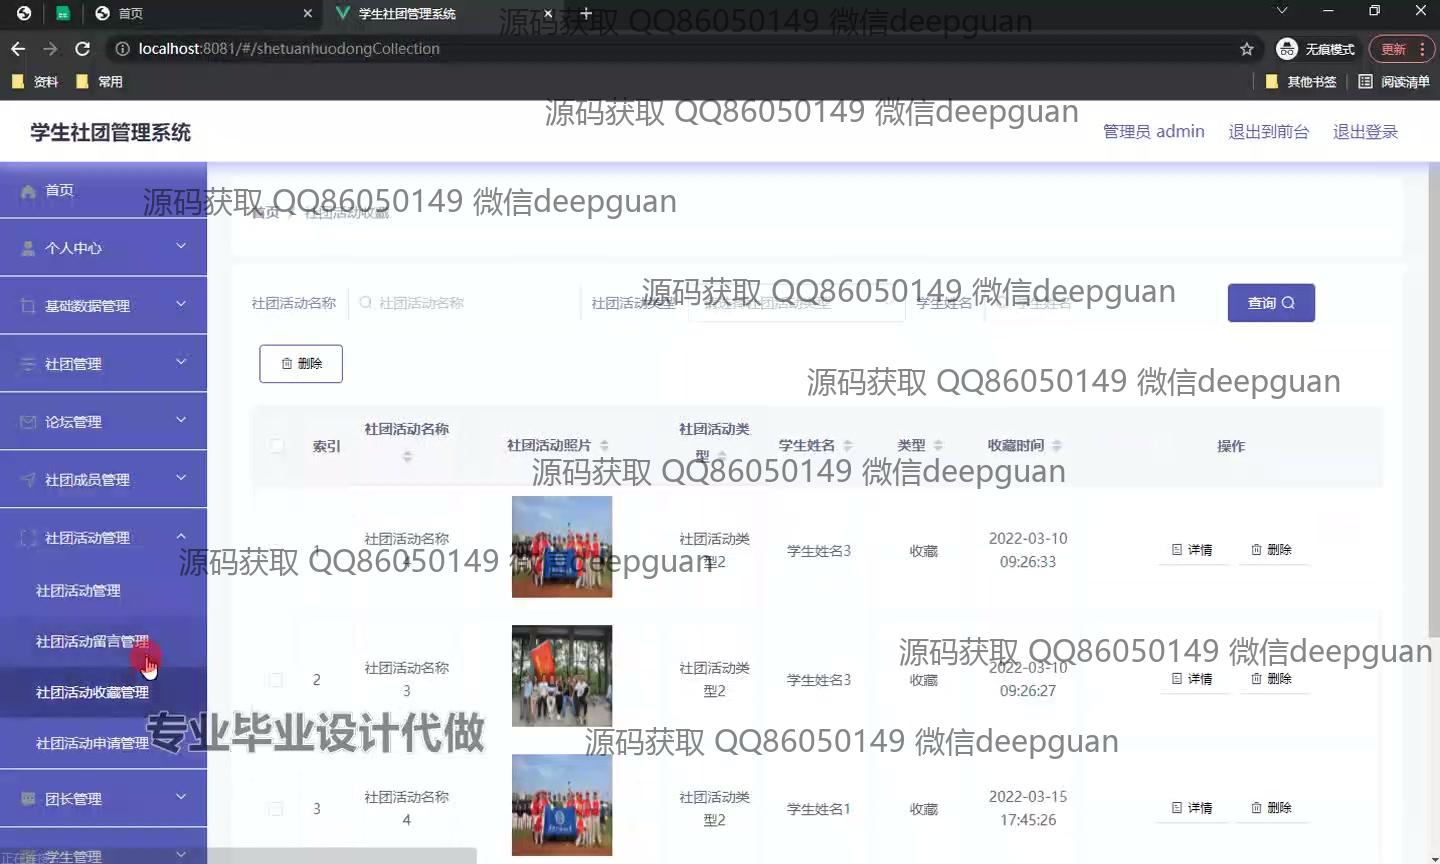 首页
学生社团管理系统
源码获取 QQ86050149 微信deepguan
localhost:8081/#/shetuanhuodongCollection
无痕模式
更新
资料
常用
其他书签
阅读清单
源码获取 QQ86050149 微信deepguan
学生社团管理系统
管理员 admin
退出到前台
退出登录
首页
源码获取 QQ86050149 微信deepguan
首页
社团活动收藏
个人中心
源码获取 QQ86050149 微信deepguan
社团活动名称
社团活动名称
社团活动类型
学生姓名
学生姓名
查询
基础数据管理
社团管理
删除
源码获取 QQ86050149 微信deepguan
论坛管理
索引
社团活动名称
社团活动照片
社团活动类型
学生姓名
类型
收藏时间
操作
源码获取 QQ86050149 微信deepguan
社团成员管理
社团活动管理
1
社团活动名称
4
社团活动类型2
学生姓名3
收藏
2022-03-10
09:26:33
详情
删除
源码获取 QQ86050149 微信deepguan
社团活动管理
社团活动留言管理
源码获取 QQ86050149 微信deepguan
2
社团活动名称
3
社团活动类型2
学生姓名3
收藏
2022-03-10
09:26:27
详情
删除
社团活动收藏管理
社团活动申请管理
专业毕业设计代做
源码获取 QQ86050149 微信deepguan
团长管理
3
社团活动名称
4
社团活动类型2
学生姓名1
收藏
2022-03-15
17:45:26
详情
删除
学生管理